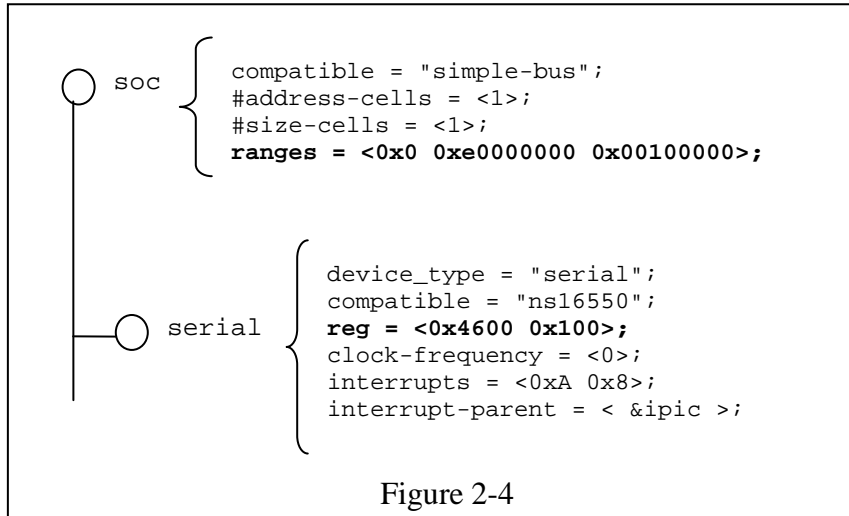 soc
compatible = "simple-bus";
#address-cells = <1>;
#size-cells = <1>;
ranges = <0x0 0xe0000000 0x00100000>;
serial
device_type = "serial";
compatible = "ns16550";
reg = <0x4600 0x100>;
clock-frequency = <0>;
interrupts = <0xA 0x8>;
interrupt-parent = < &ipic >;
Figure 2-4